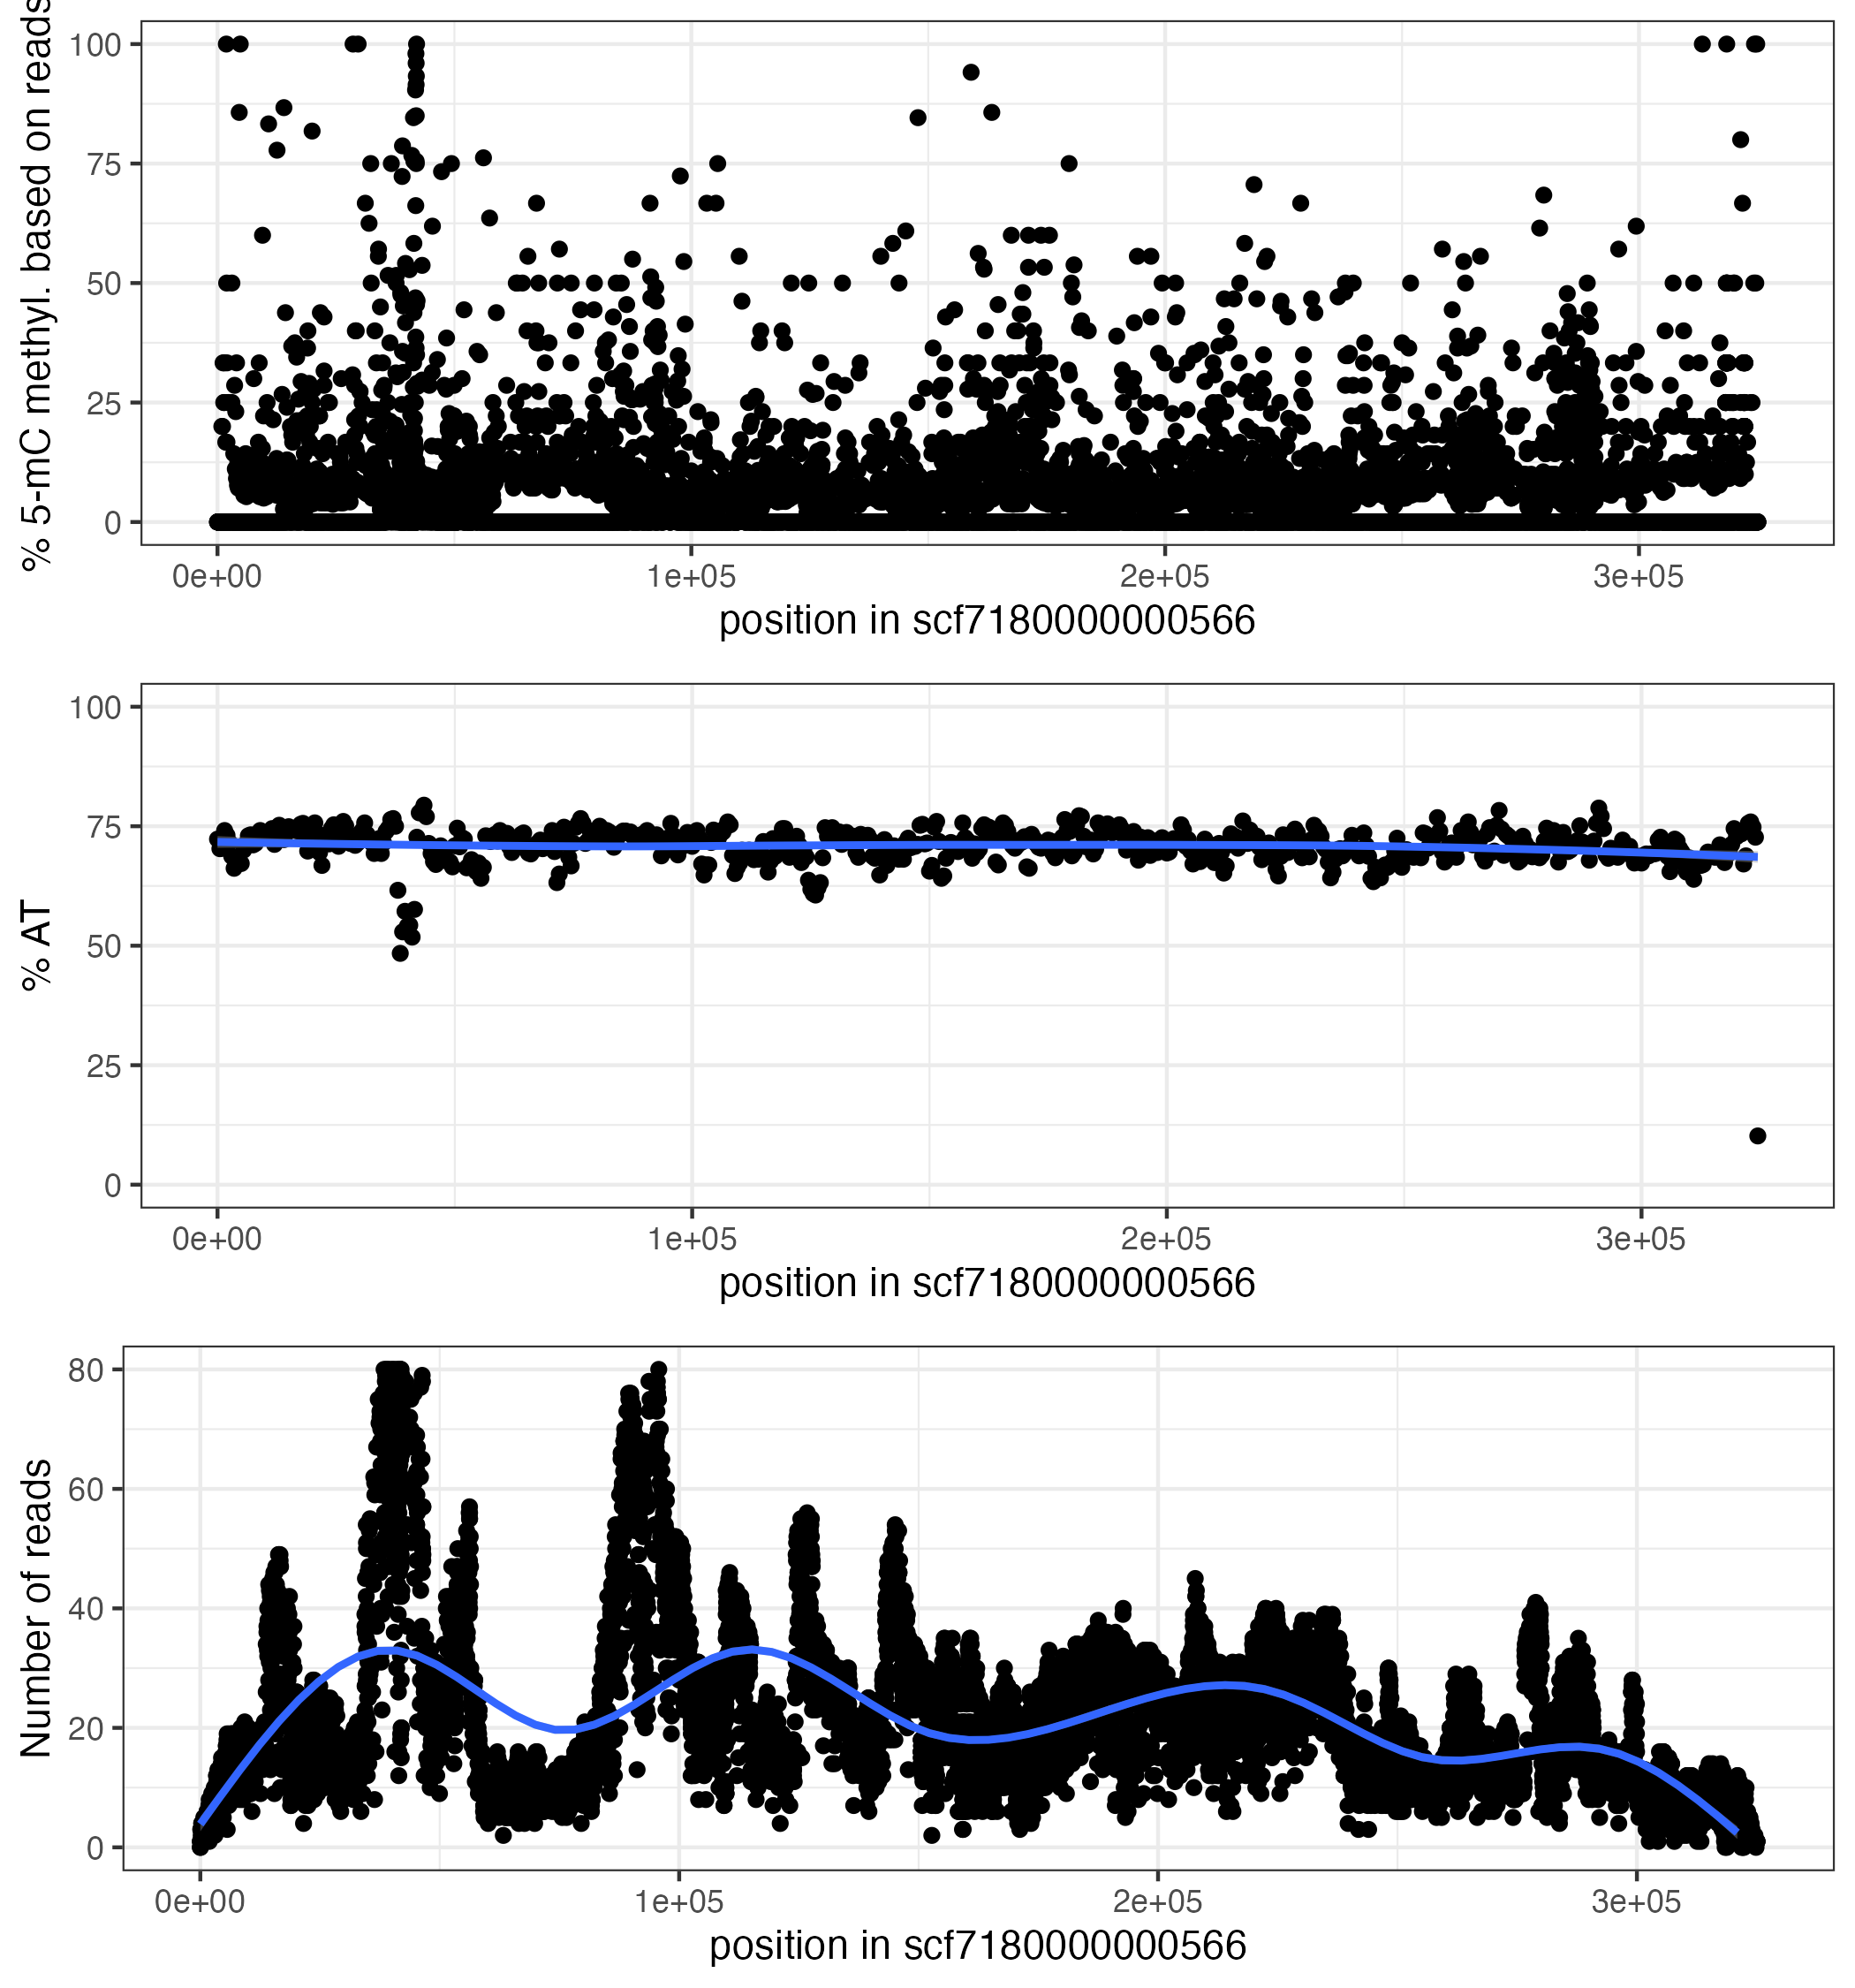 % 5-mC methyl. based on reads
100
75
50
25
0
0e+00 1e+05 2e+05 3e+05
position in scf7180000000566
% AT
100
75
50
25
0
0e+00 1e+05 2e+05 3e+05
position in scf7180000000566
Number of reads
80
60
40
20
0
0e+00 1e+05 2e+05 3e+05
position in scf7180000000566